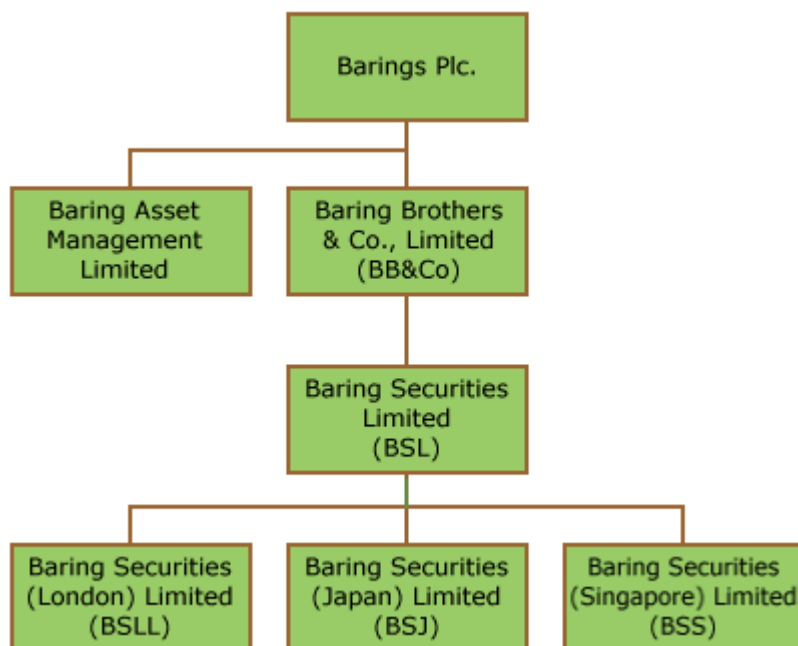 Barings Plc.
Baring Asset
Management
Limited
Baring Brothers
& Co., Limited
(BB&Co)
Baring Securities
Limited
(BSL)
Baring Securities
(London) Limited
(BSLL)
Baring Securities
(Japan) Limited
(BSJ)
Baring Securities
(Singapore) Limited
(BSS)